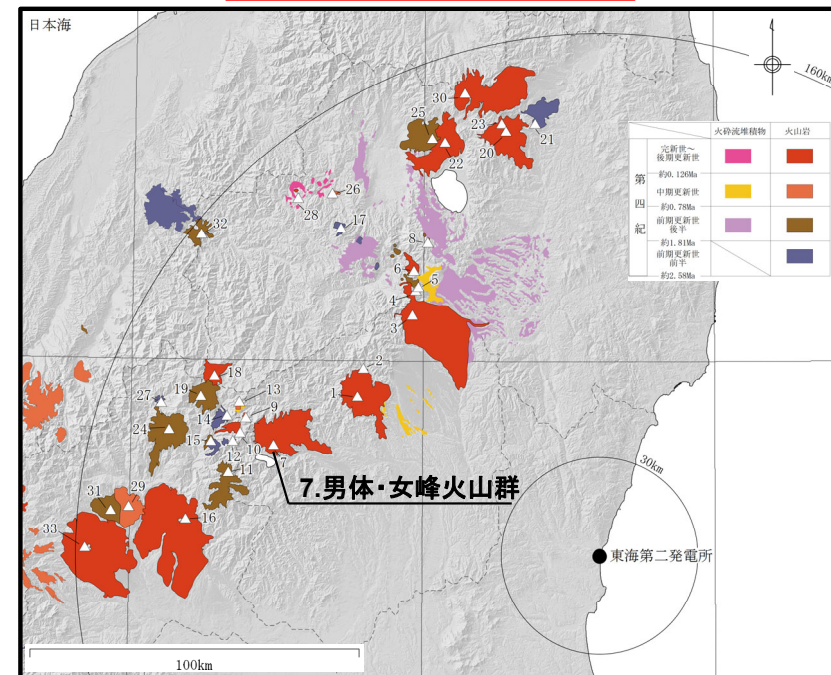 日本海
160km
30
25
23
20
21
22
火砕流堆積物 火山岩
第四紀
完新世～
後期更新世
約0.126Ma
中期更新世
約0.78Ma
前期更新世
後半
約1.81Ma
前期更新世
前半
約2.58Ma
26
28
17
32
8
6
5
4
3
2
18
1
19
13
27
9
14
24
15
12
10
7
11
30km
7.男体・女峰火山群
29
31
16
33
東海第二発電所
100km